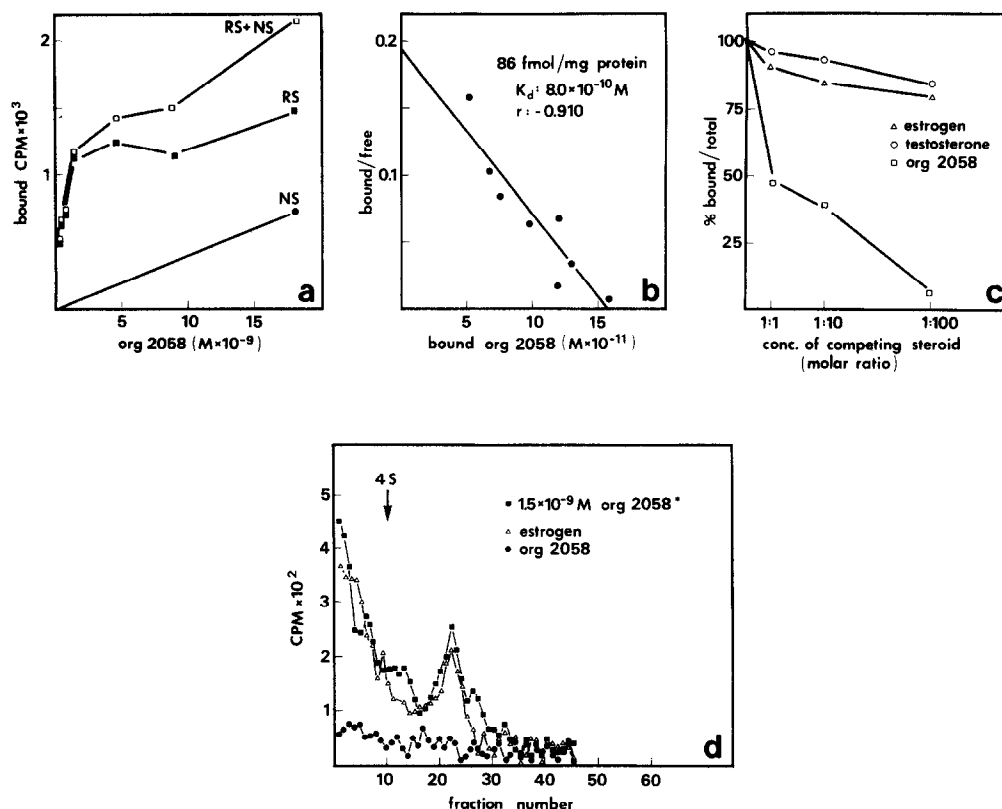 2
1
bound CPM×10³
RS+NS
RS
NS
a
5
10
15
org 2058 (M×10⁻⁹)
0.2
0.1
bound/free
86 fmol/mg protein
K_d: 8.0×10⁻¹⁰M
r: -0.910
b
5
10
15
bound org 2058 (M×10⁻¹¹)
100
75
50
25
% bound/total
△ estrogen
○ testosterone
□ org 2058
c
1:1
1:10
1:100
conc. of competing steroid
(molar ratio)
5
4
3
2
1
CPM×10²
4S
■ 1.5×10⁻⁹M org 2058*
△ estrogen
● org 2058
d
10
20
30
40
50
60
fraction number